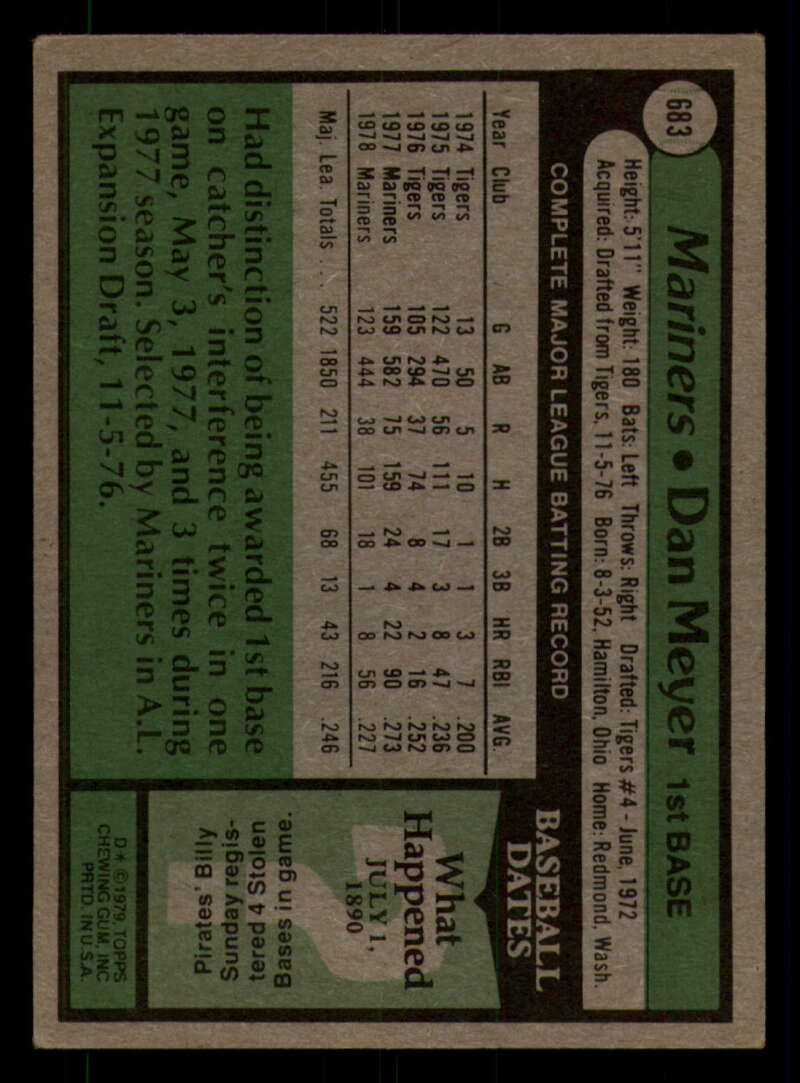 683
Mariners • Dan Meyer 1st BASE
Height: 5'11" Weight: 180 Bats: Left Throws: Right Drafted: Tigers #4 - June, 1972
Acquired: Drafted from Tigers, 11-5-76 Born: 8-3-52, Hamilton, Ohio Home: Redmond, Wash.
COMPLETE MAJOR LEAGUE BATTING RECORD
Year Club G AB R H 2B 3B HR RBI AVG.
1974 Tigers 13 50 5 10 1 1 3 7 .200
1975 Tigers 122 470 56 111 17 3 8 47 .236
1976 Tigers 105 294 37 74 8 4 2 16 .252
1977 Mariners 159 582 75 159 24 4 22 90 .273
1978 Mariners 123 444 38 101 18 1 8 56 .227
Maj. Lea. Totals . . . 522 1850 211 455 68 13 43 216 .246
Had distinction of being awarded 1st base
on catcher's interference twice in one
game, May 3, 1977, and 3 times during
1977 season. Selected by Mariners in A.L.
Expansion Draft, 11-5-76.
BASEBALL
DATES
What
Happened
JULY 1,
1890
Pirates' Billy
Sunday regis-
tered 4 Stolen
Bases in game.
D* © 1979, TOPPS
CHEWING GUM, INC
PRTD. IN U.S.A.